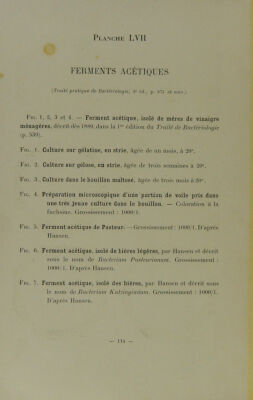 PLANCHE LVII
FERMENTS ACÉTIQUES
(Traité pratique de Bactériologie, p. et suiv.)
FIG. 1, 2, 3 et 4. — Ferment acétique, isolé de mères de vinaigre
ménagères, décrit dès 1889, dans la 1re édition du Traité de Bactériologie
(p. 539).
FIG. 1. Culture sur gélatine, en strie, âgée de un mois, à 20°.
FIG. 2. Culture sur gélose, en strie, âgée de trois semaines à 20°.
FIG. 3. Culture dans le bouillon maltosé, âgée de trois mois à 20°.
FIG. 4. Préparation microscopique d'une portion de voile pris dans
une très jeune culture dans le bouillon. — Coloration à la
fuchsine. Grossissement : 1000/1.
FIG. 5. Ferment acétique de Pasteur. — Grossissement : 1000/1. D'après
Hansen.
FIG. 6. Ferment acétique, isolé de bières légères, par Hansen et décrit
sous le nom de Bacterium Pasteurianum. Grossissement :
1000/1. D'après Hansen.
FIG. 7. Ferment acétique, isolé des bières, par Hansen et décrit sous
le nom de Bacterium Kutzingianum. Grossissement : 1000/1.
D'après Hansen.
— 114 —